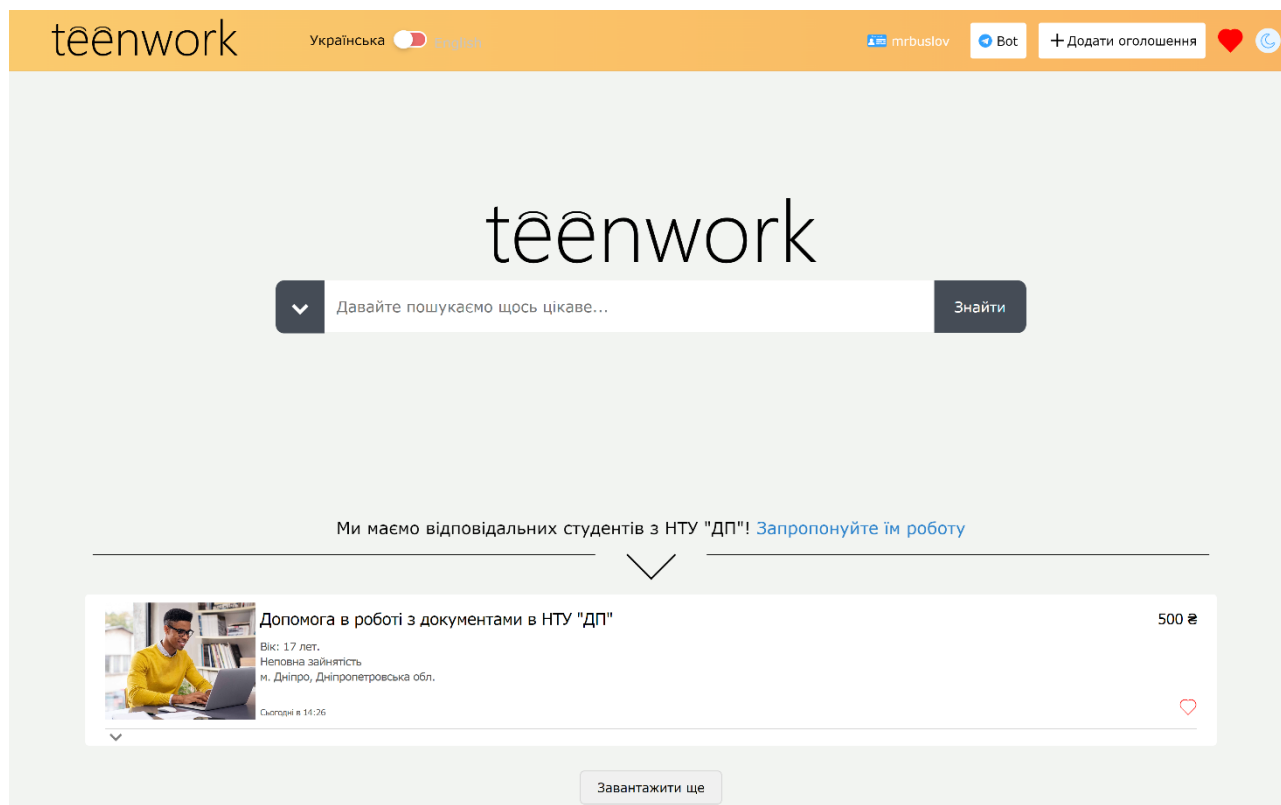 têênwork
Українська English
mrbuslov
Bot
+ Додати оголошення
têênwork
Давайте пошукаємо щось цікаве...
Знайти
Ми маємо відповідальних студентів з НТУ "ДП"! Запропонуйте їм роботу
Допомога в роботі з документами в НТУ "ДП"
500 ₴
Вік: 17 лет.
Неповна зайнятість
м. Дніпро, Дніпропетровська обл.
Сьогодні в 14:26
Завантажити ще